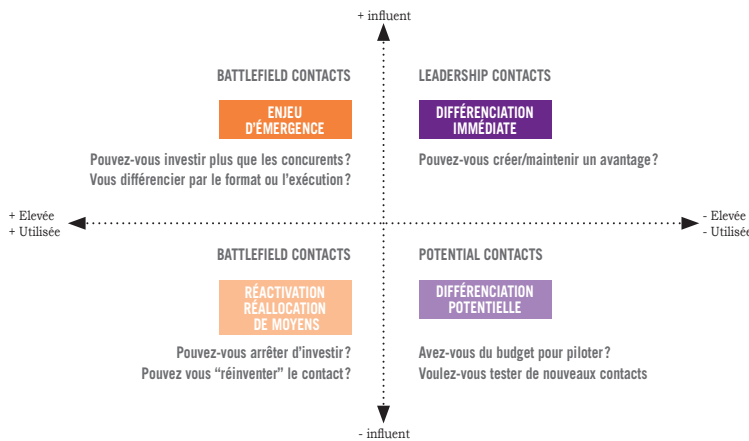 + influent
BATTLEFIELD CONTACTS
ENJEU
D'ÉMERGENCE
Pouvez-vous investir plus que les concurents?
Vous différencier par le format ou l'exécution?
LEADERSHIP CONTACTS
DIFFÉRENCIATION
IMMÉDIATE
Pouvez-vous créer/maintenir un avantage?
+ Elevée
+ Utilisée
- Elevée
- Utilisée
BATTLEFIELD CONTACTS
RÉACTIVATION
RÉALLOCATION
DE MOYENS
Pouvez-vous arrêter d'investir?
Pouvez vous “réinventer” le contact?
POTENTIAL CONTACTS
DIFFÉRENCIATION
POTENTIELLE
Avez-vous du budget pour piloter?
Voulez-vous tester de nouveaux contacts
- influent